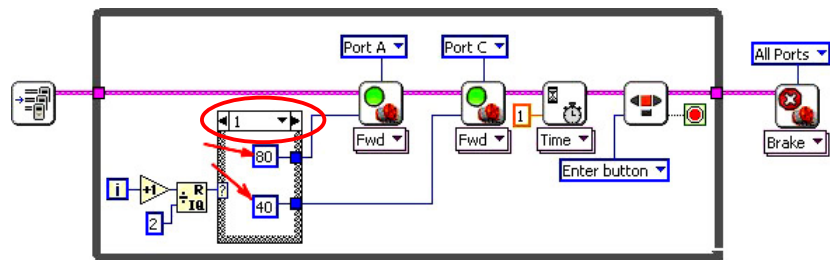 All Ports
Port A
Port C
1
80
1
Fwd
Fwd
Time
Brake
Enter button
i
+1
R
÷
IQ
?
40
2